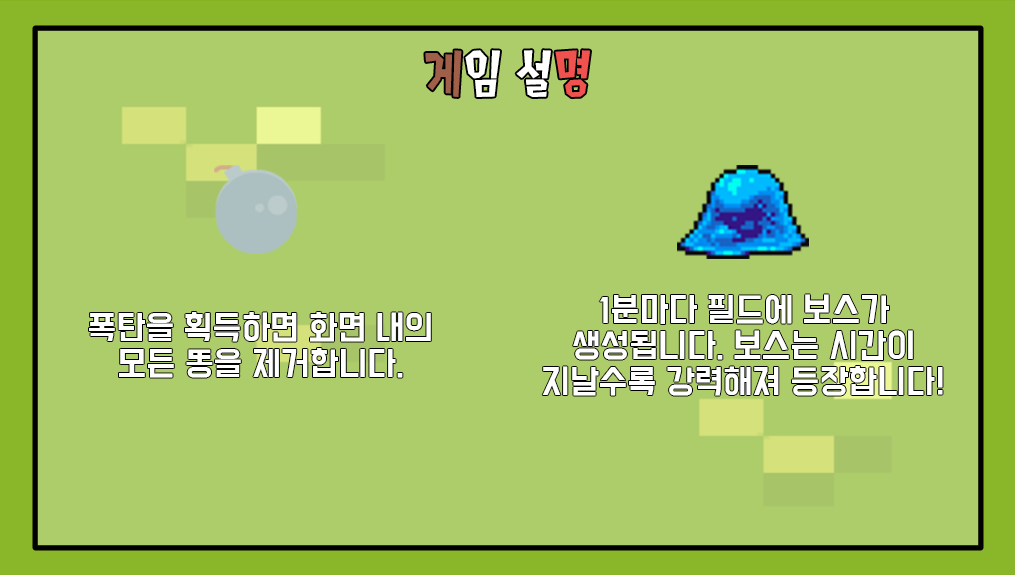 게임 설명
폭탄을 획득하면 화면 내의
모든 똥을 제거합니다.
1분마다 필드에 보스가
생성됩니다. 보스는 시간이
지날수록 강력해져 등장합니다!